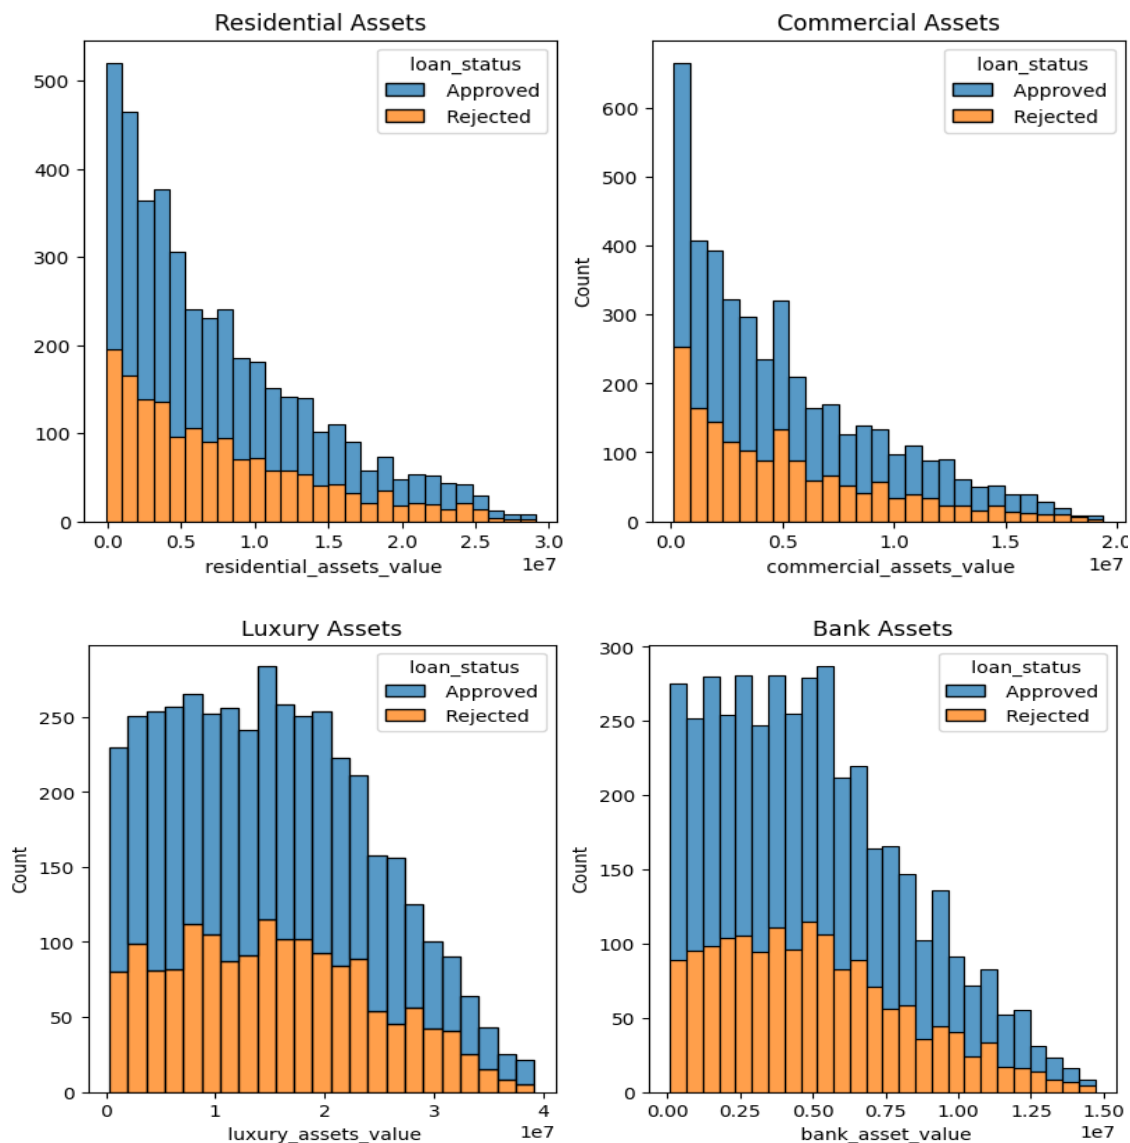 Residential Assets
loan_status
Approved
Rejected
500
400
300
200
100
0
0.0 0.5 1.0 1.5 2.0 2.5 3.0
residential_assets_value 1e7
Commercial Assets
loan_status
Approved
Rejected
Count
600
500
400
300
200
100
0
0.0 0.5 1.0 1.5 2.0
commercial_assets_value 1e7
Luxury Assets
loan_status
Approved
Rejected
Count
250
200
150
100
50
0
0 1 2 3 4
luxury_assets_value 1e7
Bank Assets
loan_status
Approved
Rejected
Count
300
250
200
150
100
50
0
0.00 0.25 0.50 0.75 1.00 1.25 1.50
bank_asset_value 1e7